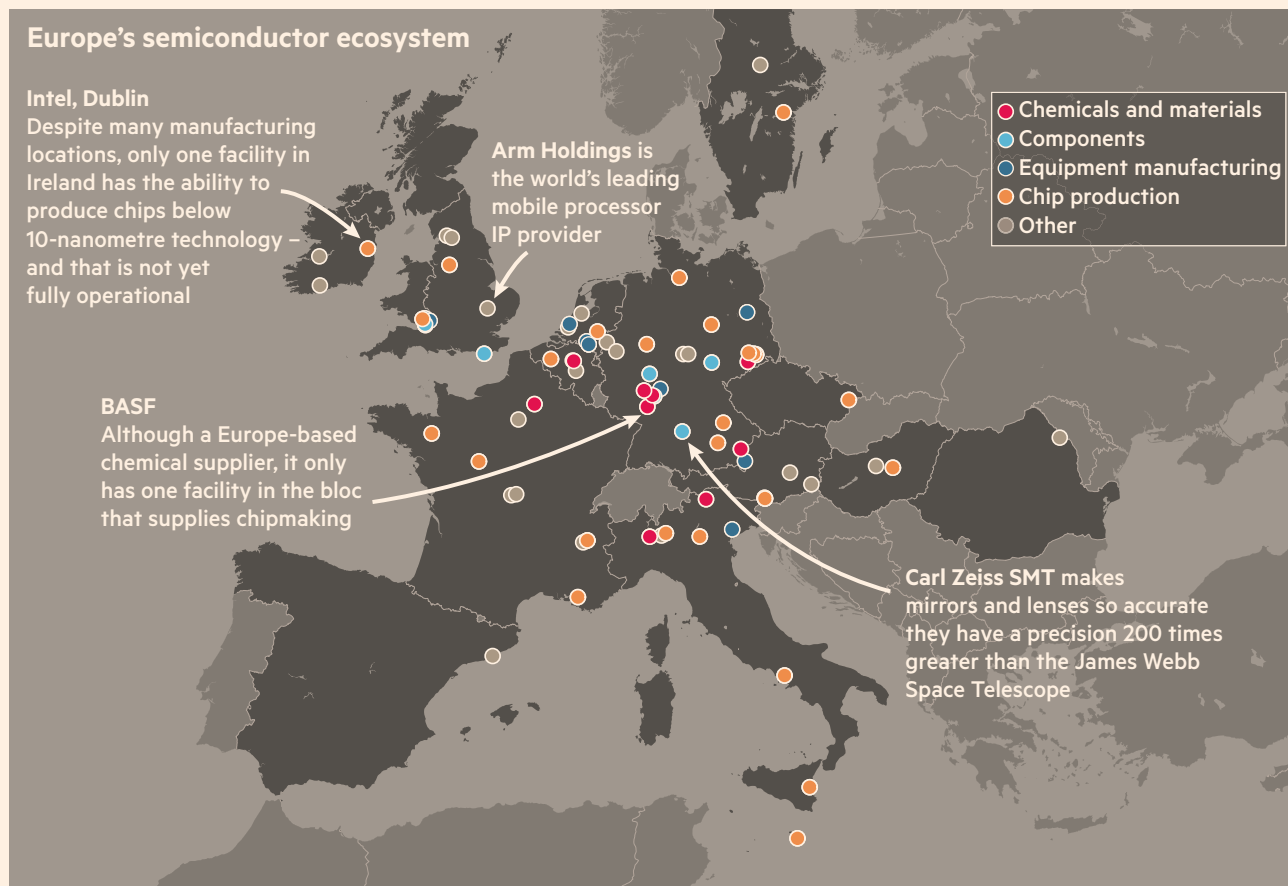 Europe's semiconductor ecosystem
Intel, Dublin
Despite many manufacturing
locations, only one facility in
Ireland has the ability to
produce chips below
10-nanometre technology –
and that is not yet
fully operational
Arm Holdings is
the world's leading
mobile processor
IP provider
Chemicals and materials
Components
Equipment manufacturing
Chip production
Other
BASF
Although a Europe-based
chemical supplier, it only
has one facility in the bloc
that supplies chipmaking
Carl Zeiss SMT makes
mirrors and lenses so accurate
they have a precision 200 times
greater than the James Webb
Space Telescope